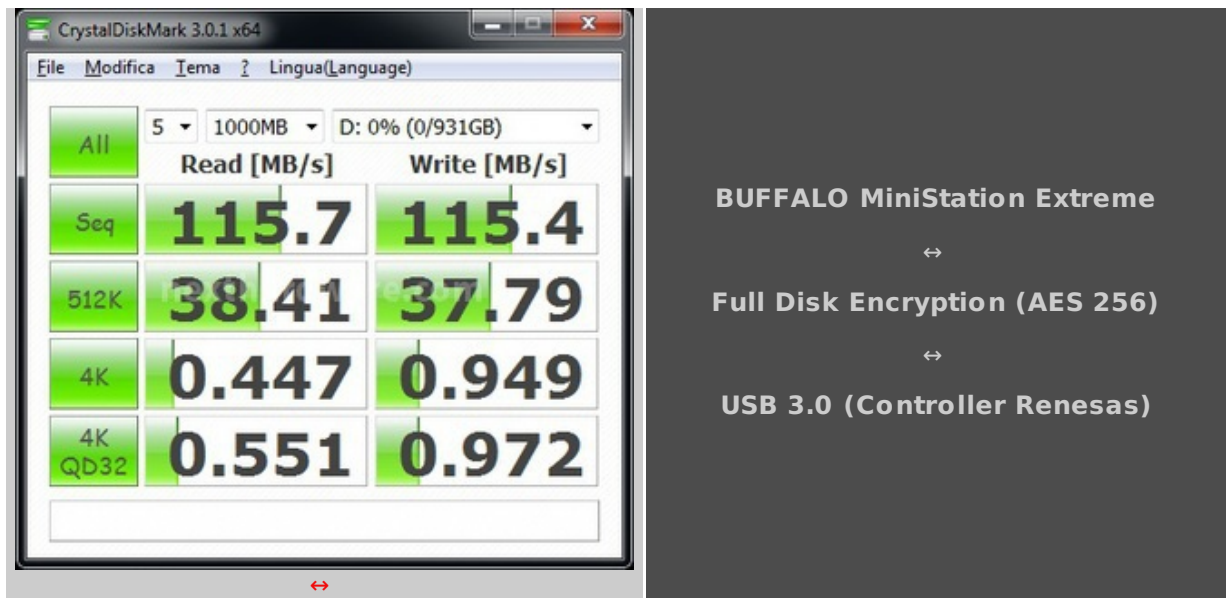 CrystalDiskMark 3.0.1 x64
File Modifica Tema ? Lingua(Language)
All
5 1000MB D: 0% (0/931GB)
Read [MB/s] Write [MB/s]
Seq 115.7 115.4
512K 38.41 37.79
4K 0.447 0.949
4K
QD32 0.551 0.972
↔
BUFFALO MiniStation Extreme
↔
Full Disk Encryption (AES 256)
↔
USB 3.0 (Controller Renesas)